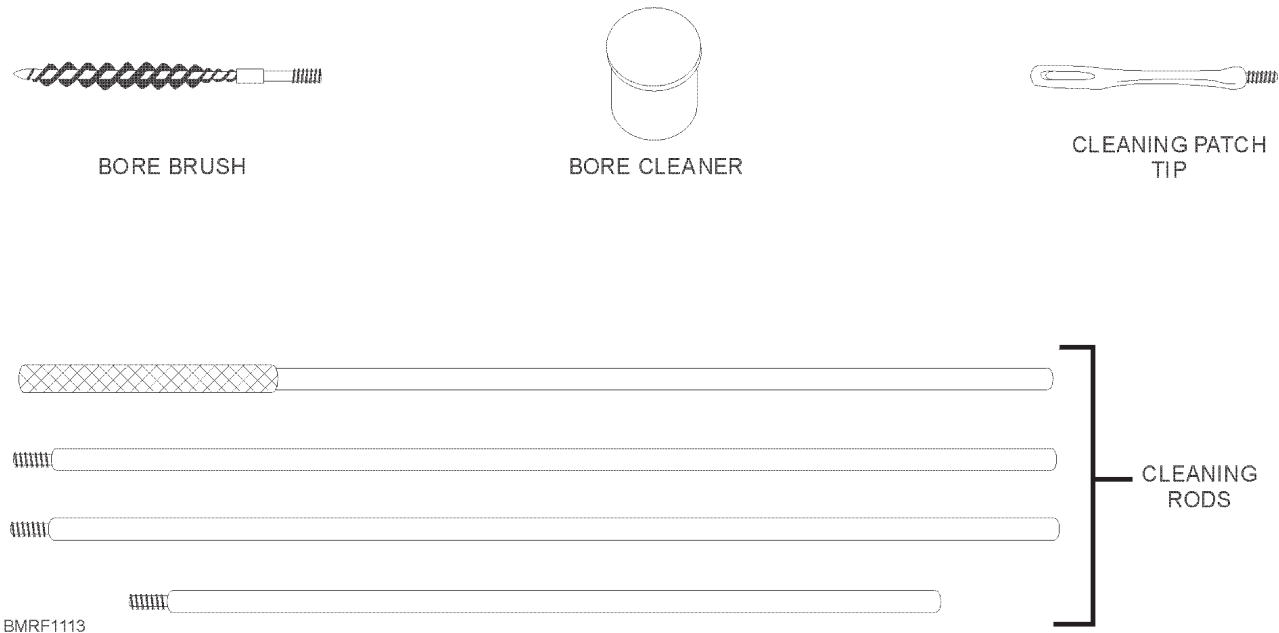 BORE BRUSH
BORE CLEANER
CLEANING PATCH
TIP
CLEANING
RODS
BMRF1113